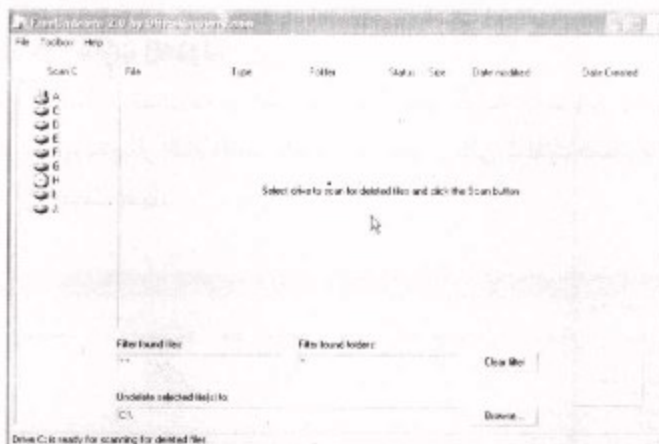 File Toolbox Help
Scan C: File Type Folder Status Size Date modified Date Created
A
C
D
E
F
G
H
I
J
Select drive to scan for deleted files and click the Scan button
Filter found files: Filter found folders:
Clear filter
Undelete selected file(s) to:
C:\ Browse...
Drive C: is ready for scanning for deleted files